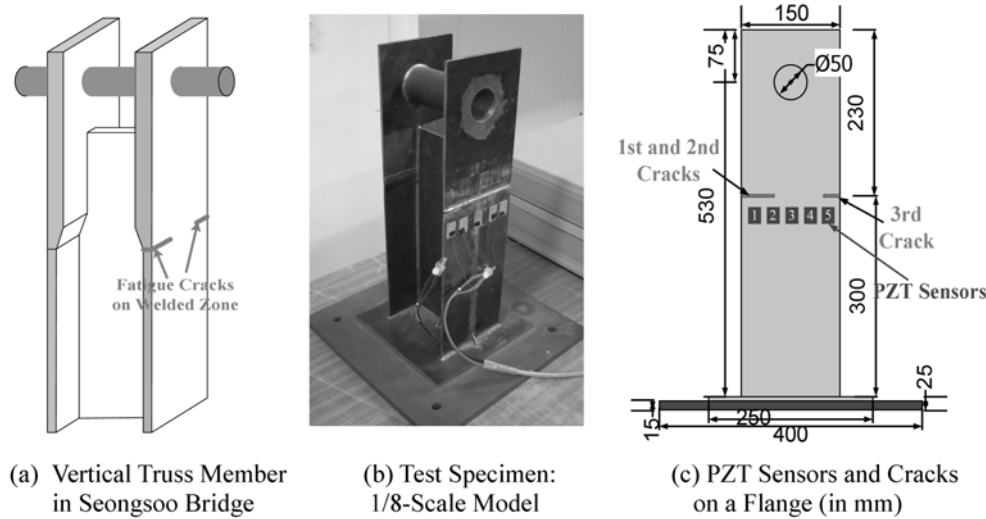 Fatigue Cracks
on Welded Zone
150
75
Ø50
230
1st and 2nd
Cracks
530
1 2 3 4 5
3rd
Crack
PZT Sensors
300
25
15
250
400
(a) Vertical Truss Member
in Seongsoo Bridge
(b) Test Specimen:
1/8-Scale Model
(c) PZT Sensors and Cracks
on a Flange (in mm)